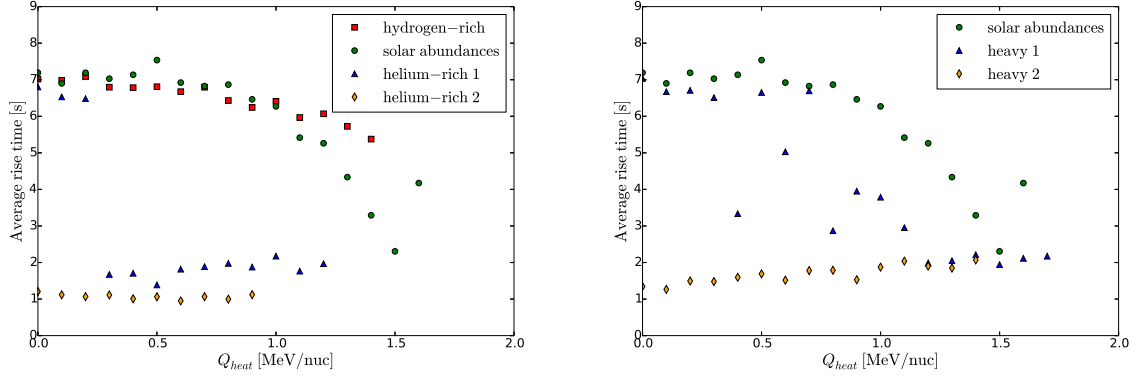 9
8
7
6
5
4
3
2
1
0
0.0 0.5 1.0 1.5 2.0
Average rise time [s]
Q_heat [MeV/nuc]
hydrogen−rich
solar abundances
helium−rich 1
helium−rich 2
9
8
7
6
5
4
3
2
1
0
0.0 0.5 1.0 1.5 2.0
Average rise time [s]
Q_heat [MeV/nuc]
solar abundances
heavy 1
heavy 2